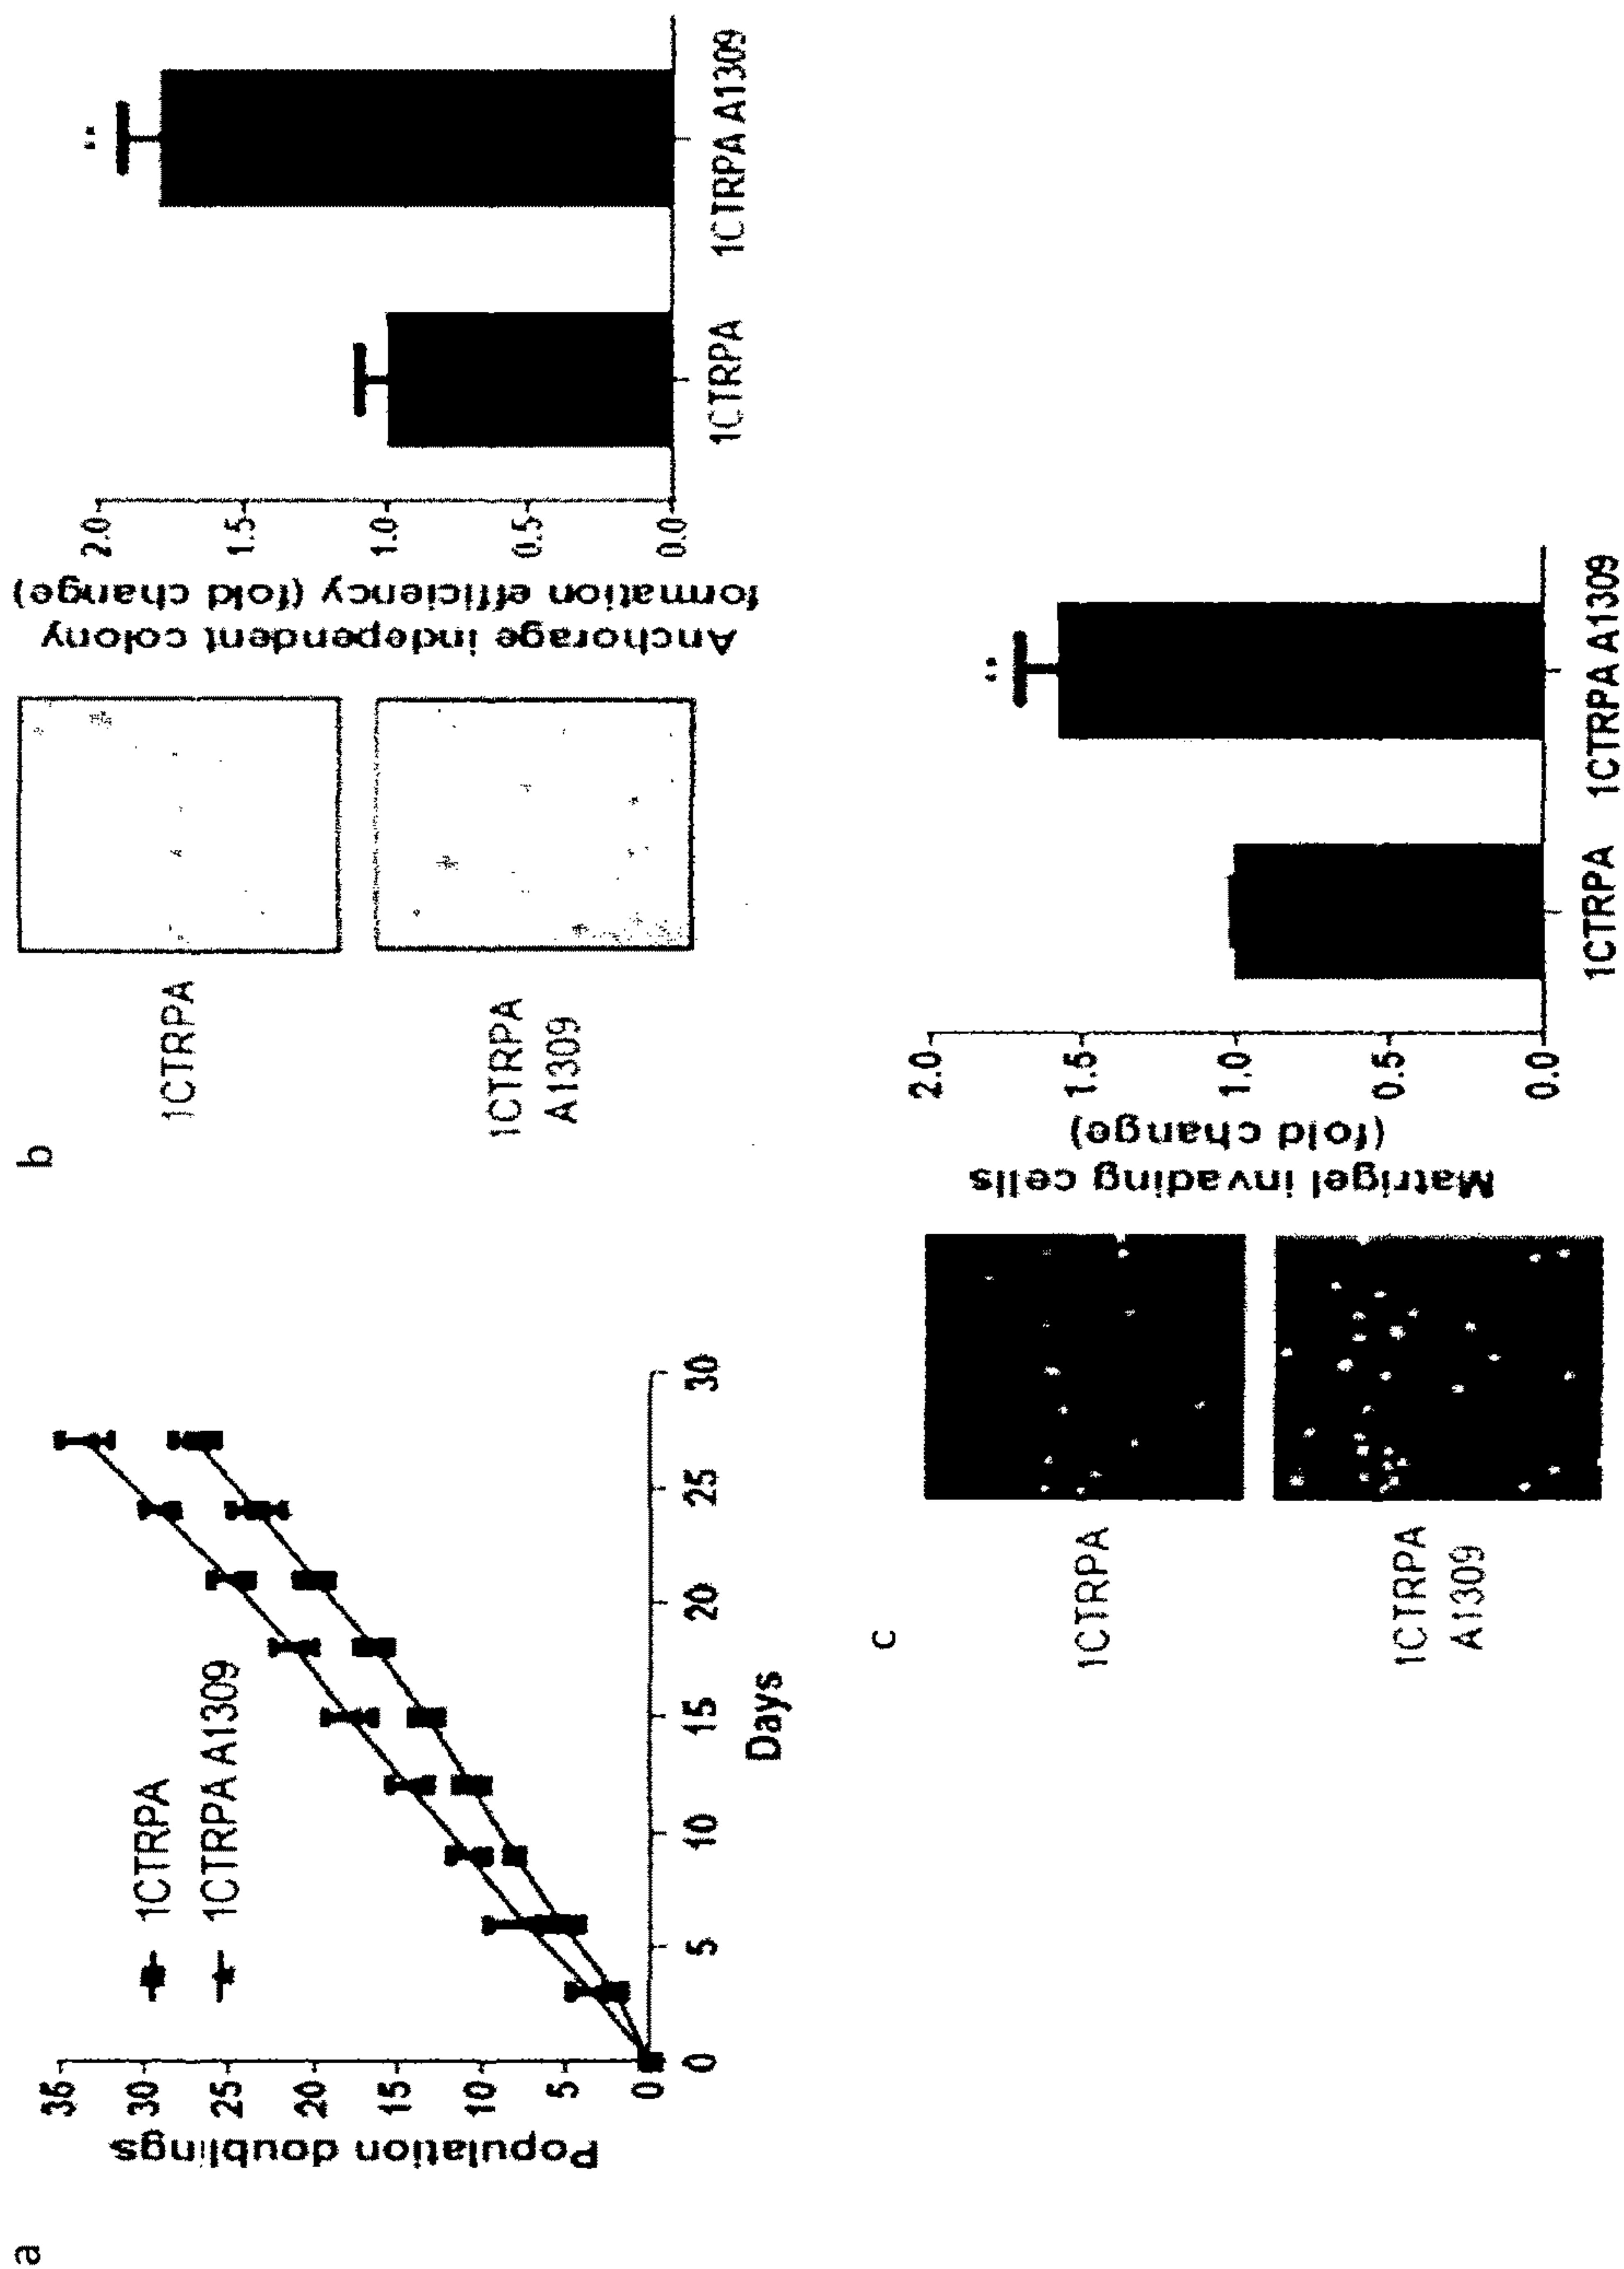 a
Population doublings
35
30
25
20
15
10
5
0
1CTRPA
1CTRPA A1309
0
5
10
15
20
25
30
Days
b
1CTRPA
1CTRPA
A1309
Anchorage independent colony
formation efficiency (fold change)
2.0
1.5
1.0
0.5
0.0
**
1CTRPA
1CTRPA A1309
c
1CTRPA
1CTRPA
A1309
Matrigel invading cells
(fold change)
2.0
1.5
1.0
0.5
0.0
**
1CTRPA
1CTRPA A1309